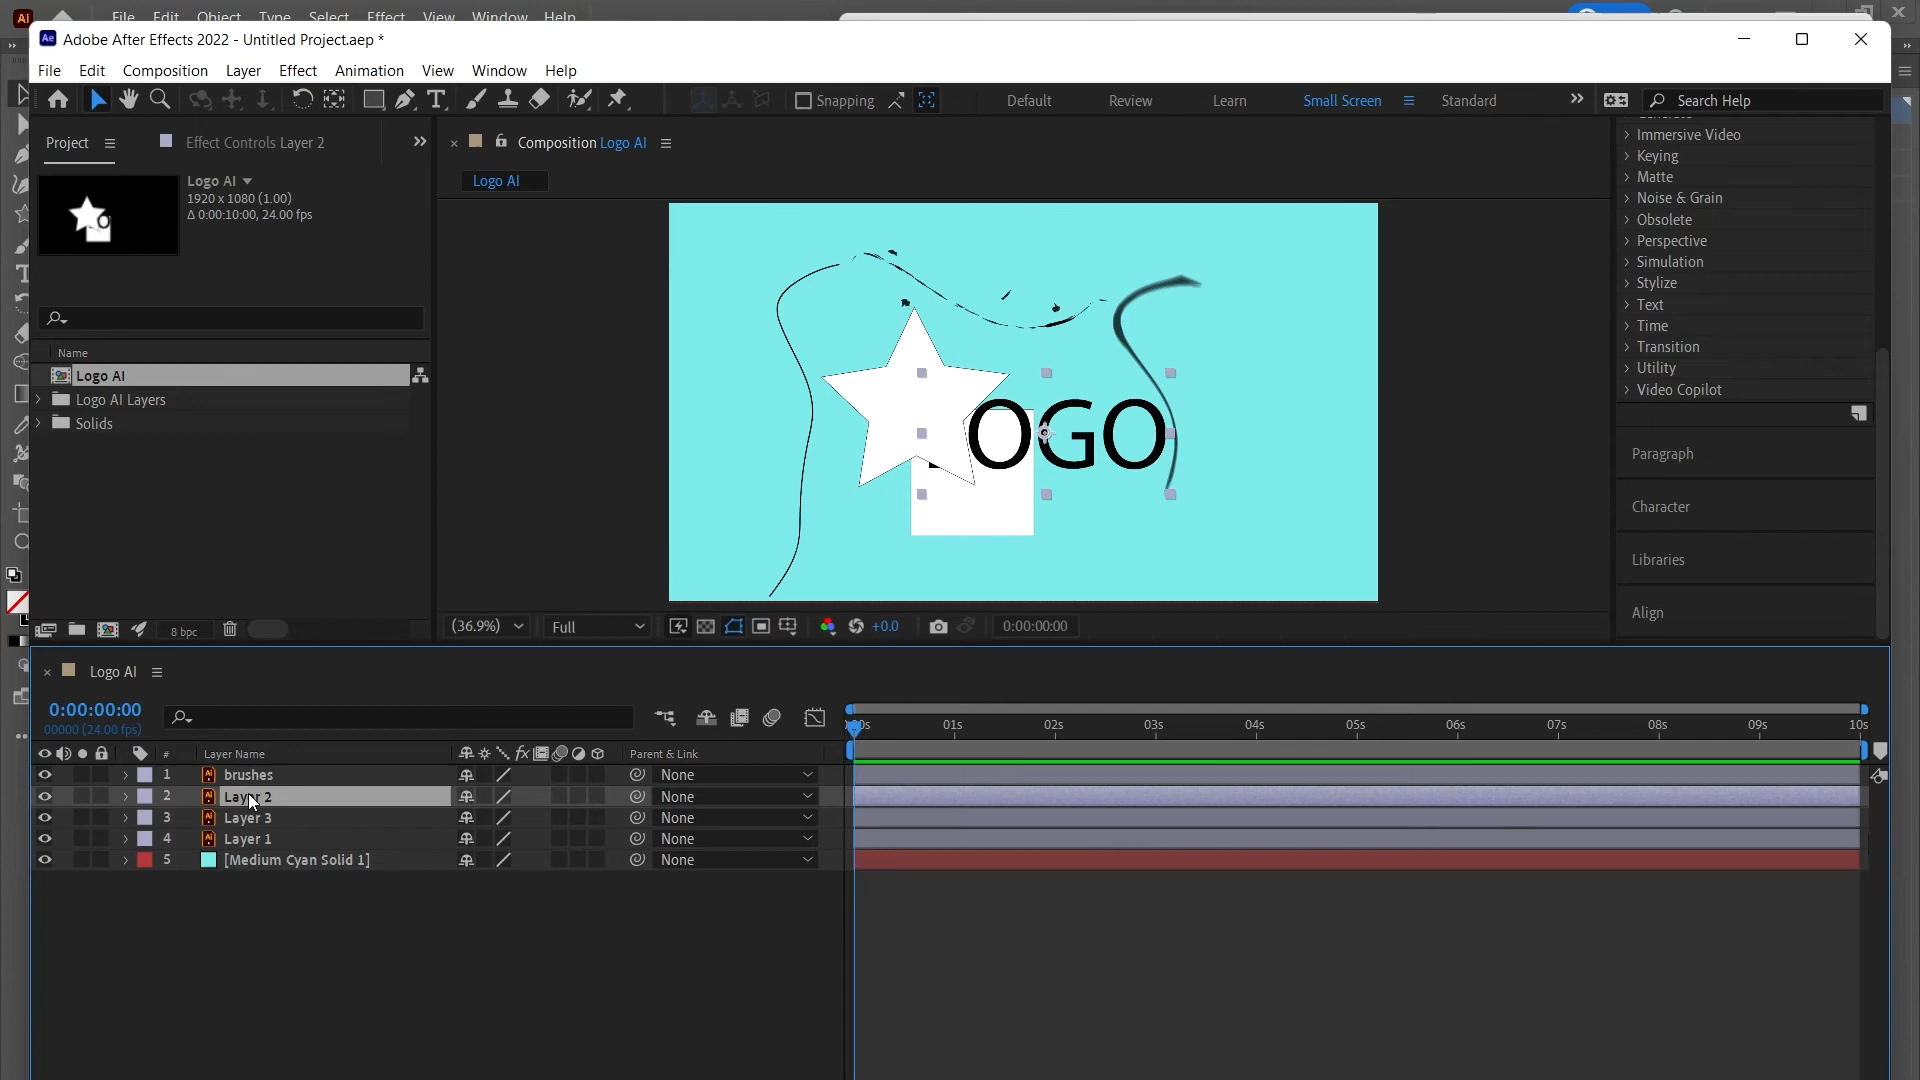 Ai File Edit Object Type Select Effect View Window Help
Ae Adobe After Effects 2022 - Untitled Project.aep *
File Edit Composition Layer Effect Animation View Window Help
Snapping Default Review Learn Small Screen Standard Search Help
Project Effect Controls Layer 2
Composition Logo AI
Logo AI
Logo AI
1920 x 1080 (1.00)
Δ 0:00:10:00, 24.00 fps
Name
Logo AI
Logo AI Layers
Solids
OGO
Immersive Video
Keying
Matte
Noise & Grain
Obsolete
Perspective
Simulation
Stylize
Text
Time
Transition
Utility
Video Copilot
Paragraph
Character
Libraries
Align
8 bpc
(36.9%) Full +0.0 0:00:00:00
Logo AI
0:00:00:00
00000 (24.00 fps)
01s 02s 03s 04s 05s 06s 07s 08s 09s 10s
# Layer Name fx Parent & Link
1 Ai brushes None
2 Ai Layer 2 None
3 Ai Layer 3 None
4 Ai Layer 1 None
5 [Medium Cyan Solid 1] None